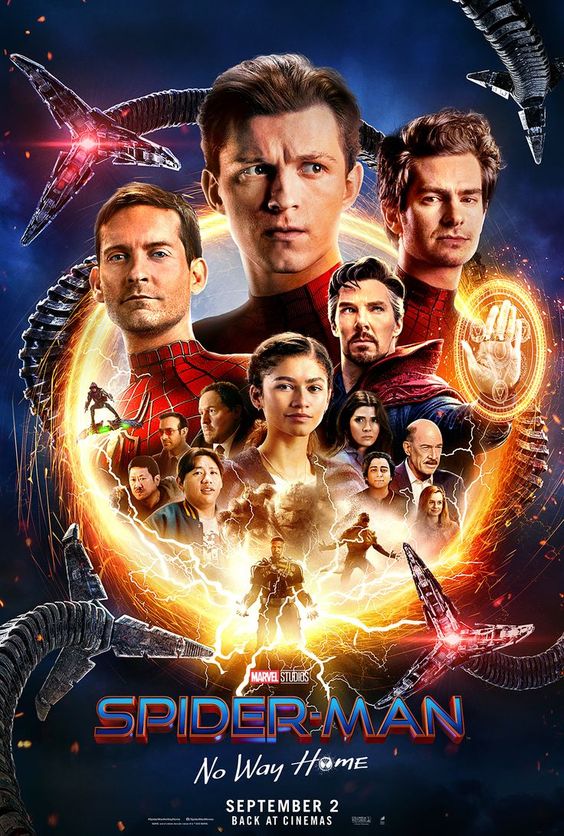 MARVEL STUDIOS
SPIDER-MAN
No Way Home
SEPTEMBER 2
BACK AT CINEMAS